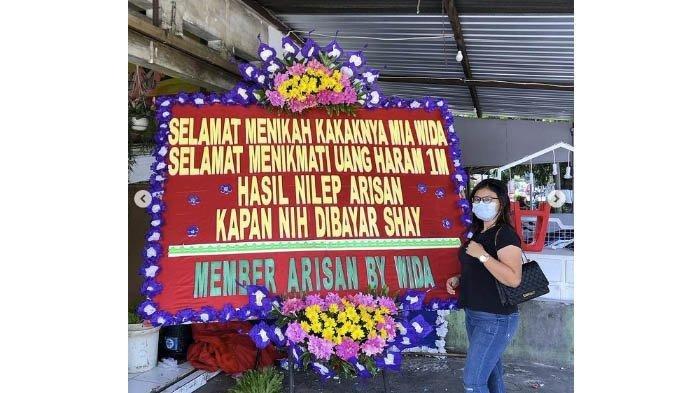 SELAMAT MENIKAH KAKAKNYA MIA WIDA
SELAMAT MENIKMATI UANG HARAM 1M
HASIL NILEP ARISAN
KAPAN NIH DIBAYAR SHAY
MEMBER ARISAN BY WIDA